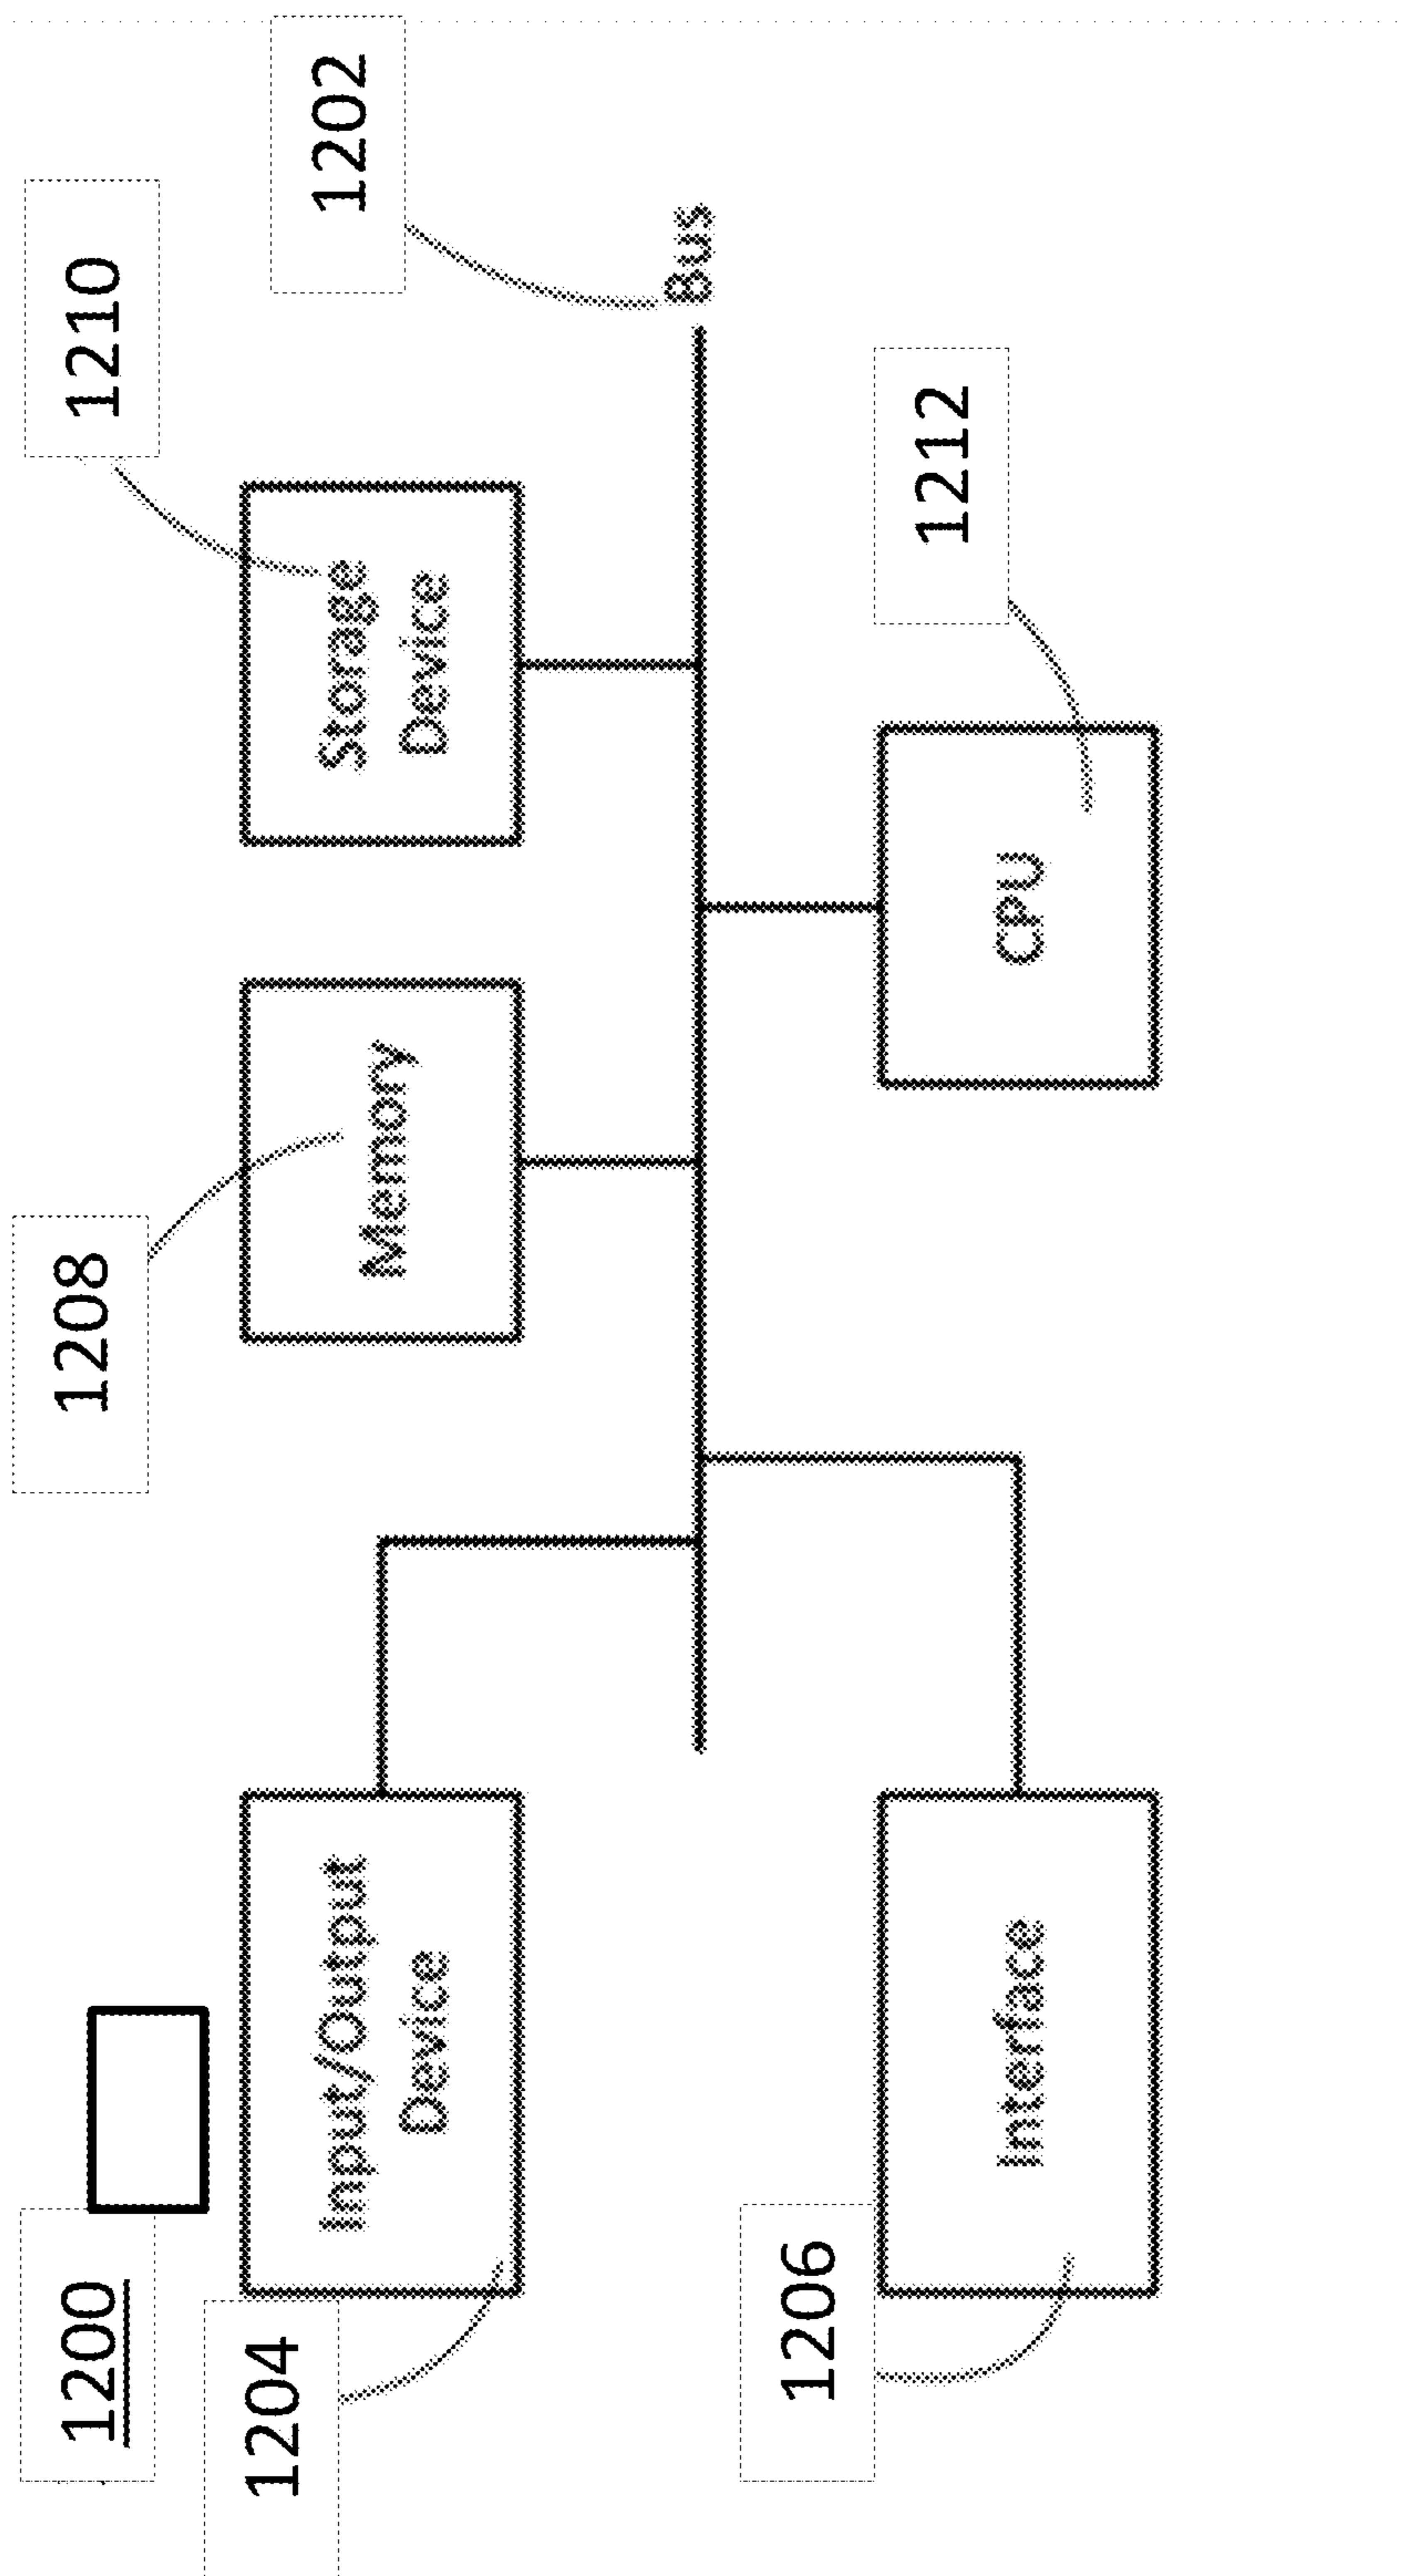 1200
1204
Input/Output
Device
1208
Memory
1210
Storage
Device
1202
Bus
1206
Interface
CPU
1212